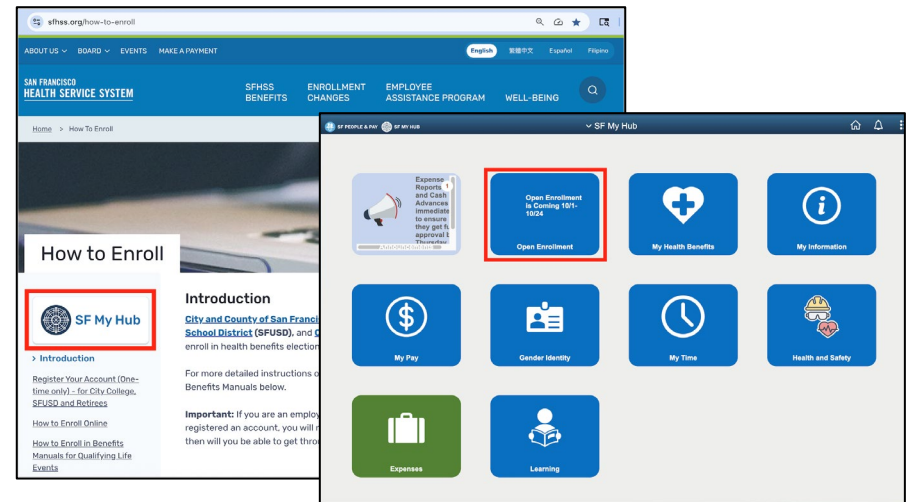 sfhss.org/how-to-enroll
ABOUT US BOARD EVENTS MAKE A PAYMENT
English 繁體中文 Español Filipino
SAN FRANCISCO
HEALTH SERVICE SYSTEM
SFHSS
BENEFITS
ENROLLMENT
CHANGES
EMPLOYEE
ASSISTANCE PROGRAM
WELL-BEING
Home > How To Enroll
How to Enroll
SF My Hub
> Introduction
Register Your Account (One-
time only) - for City College,
SFUSD and Retirees
How to Enroll Online
How to Enroll in Benefits
Manuals for Qualifying Life
Events
Introduction
City and County of San Franci
School District (SFUSD), and C
enroll in health benefits election
For more detailed instructions o
Benefits Manuals below.
Important: If you are an employ
registered an account, you will r
then will you be able to get throu
SF PEOPLE & PAY SF MY HUB
SF My Hub
Expense
Reports
1
and Cash
Advances
immediate
to ensure
they get fu
approval b
Thursday
Open Enrollment
is Coming 10/1-
10/24
Open Enrollment
My Health Benefits
My Information
My Pay
Gender Identity
My Time
Health and Safety
Expenses
Learning